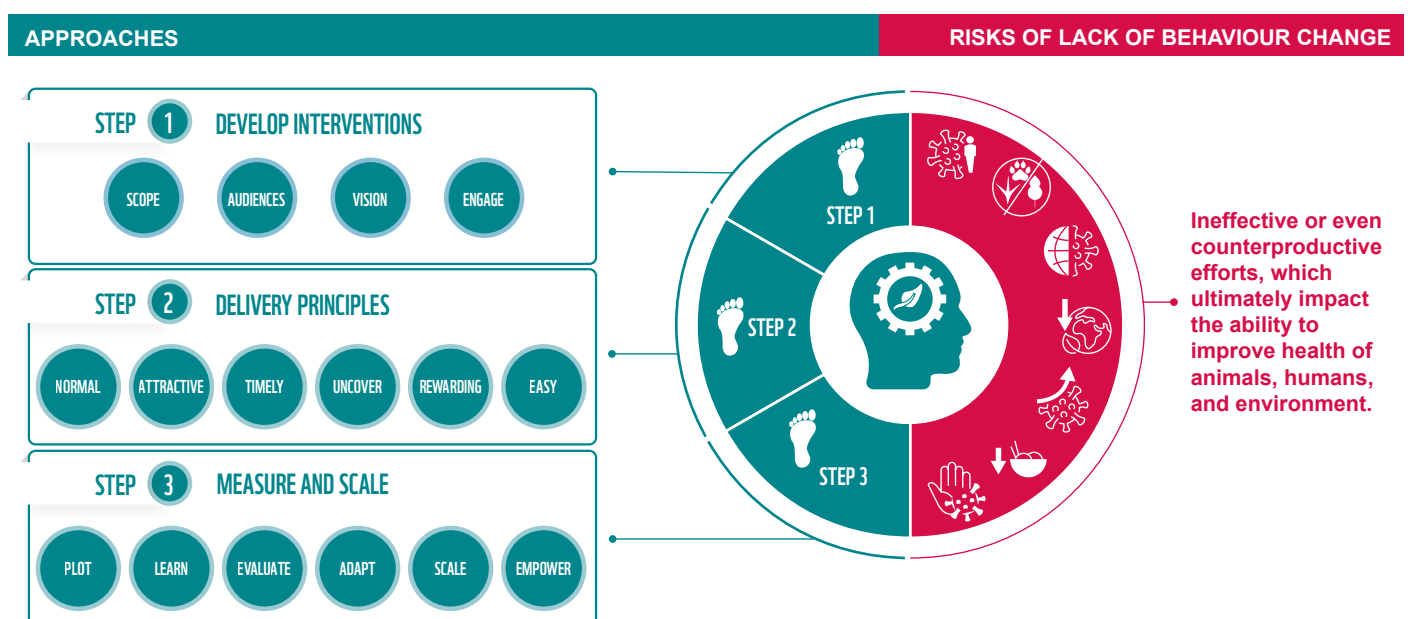 APPROACHES
RISKS OF LACK OF BEHAVIOUR CHANGE
STEP 1 DEVELOP INTERVENTIONS
SCOPE AUDIENCES VISION ENGAGE
STEP 2 DELIVERY PRINCIPLES
NORMAL ATTRACTIVE TIMELY UNCOVER REWARDING EASY
STEP 3 MEASURE AND SCALE
PLOT LEARN EVALUATE ADAPT SCALE EMPOWER
STEP 1
STEP 2
STEP 3
Ineffective or even
counterproductive
efforts, which
ultimately impact
the ability to
improve health of
animals, humans,
and environment.